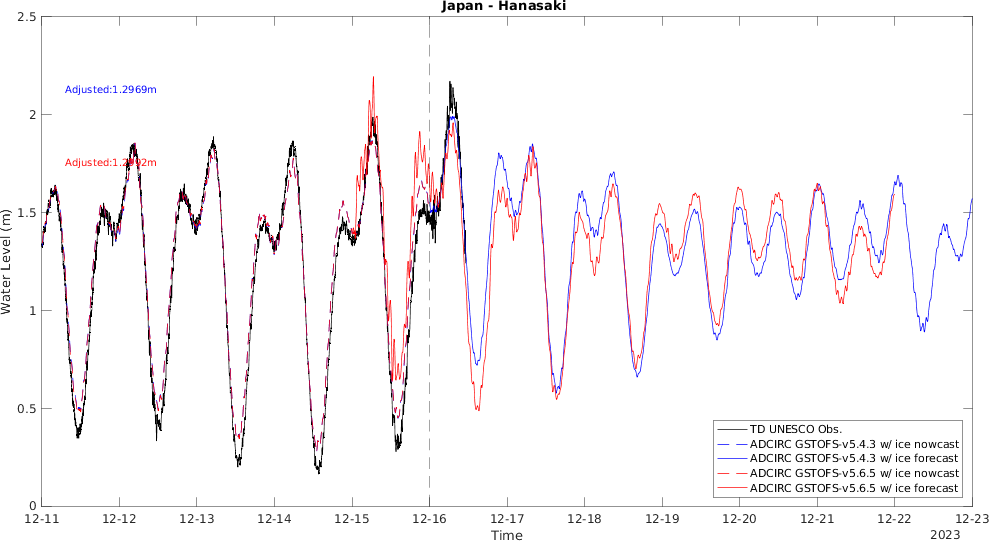 Japan - Hanasaki
2.5
2
1.5
1
0.5
0
Water Level (m)
Adjusted:1.2969m
TD UNESCO Obs.
ADCIRC GSTOFS-v5.4.3 w/ ice nowcast
ADCIRC GSTOFS-v5.4.3 w/ ice forecast
ADCIRC GSTOFS-v5.6.5 w/ ice nowcast
ADCIRC GSTOFS-v5.6.5 w/ ice forecast
12-11 12-12 12-13 12-14 12-15 12-16 12-17 12-18 12-19 12-20 12-21 12-22 12-23
Time
2023